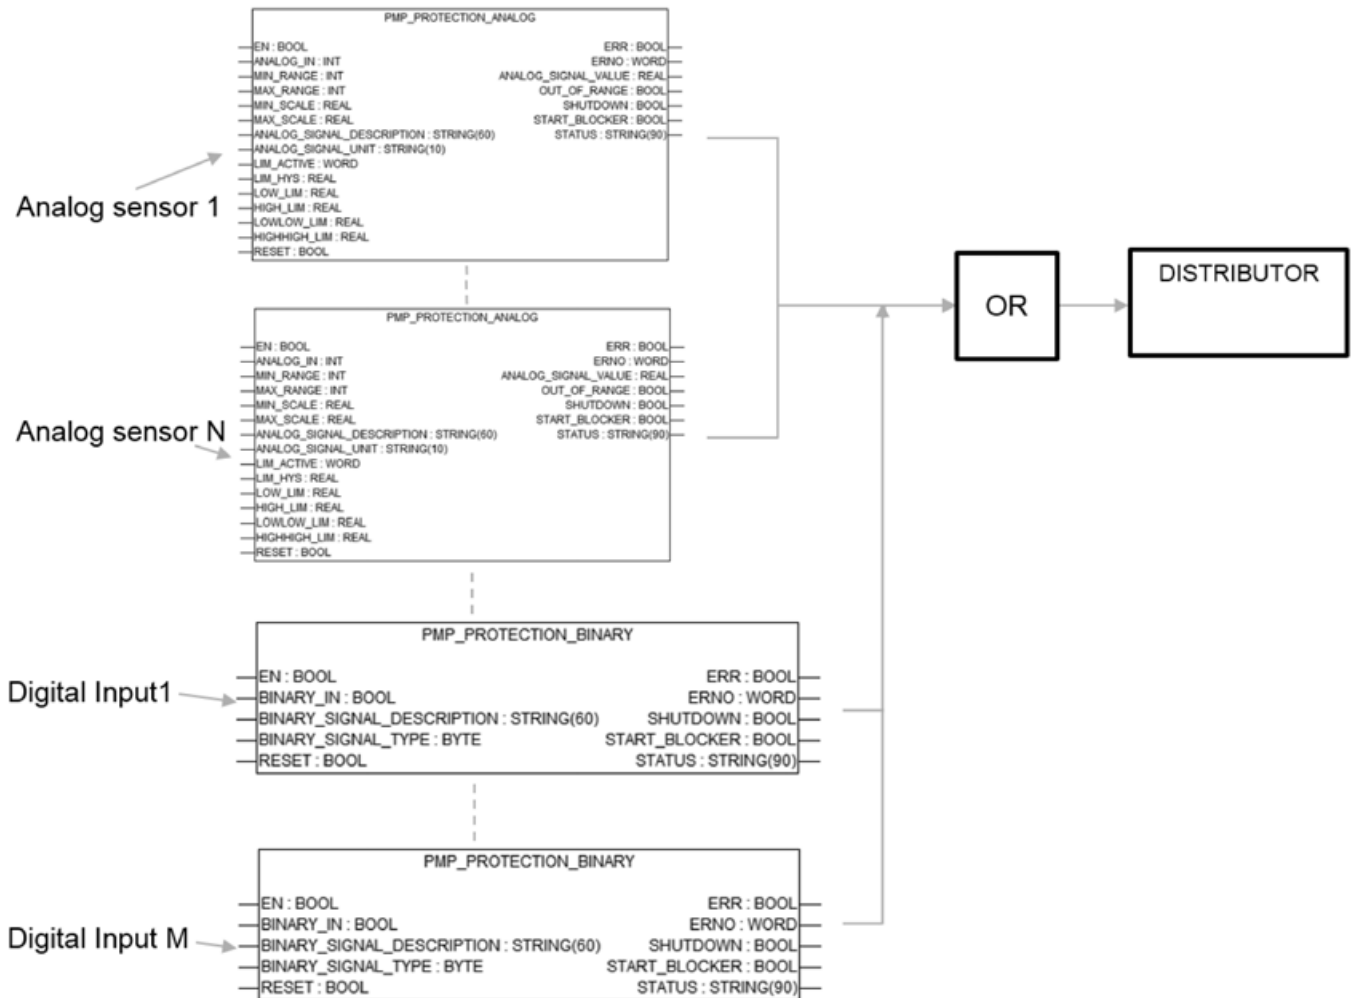 PMP_PROTECTION_ANALOG
EN : BOOL
ERR : BOOL
ANALOG_IN : INT
ERNO : WORD
MIN_RANGE : INT
ANALOG_SIGNAL_VALUE : REAL
MAX_RANGE : INT
OUT_OF_RANGE : BOOL
MIN_SCALE : REAL
SHUTDOWN : BOOL
MAX_SCALE : REAL
START_BLOCKER : BOOL
ANALOG_SIGNAL_DESCRIPTION : STRING(60)
STATUS : STRING(90)
ANALOG_SIGNAL_UNIT : STRING(10)
LIM_ACTIVE : WORD
LIM_HYS : REAL
LOW_LIM : REAL
HIGH_LIM : REAL
LOWLOW_LIM : REAL
HIGHHIGH_LIM : REAL
RESET : BOOL
Analog sensor 1
OR
DISTRIBUTOR
PMP_PROTECTION_ANALOG
EN : BOOL
ERR : BOOL
ANALOG_IN : INT
ERNO : WORD
MIN_RANGE : INT
ANALOG_SIGNAL_VALUE : REAL
MAX_RANGE : INT
OUT_OF_RANGE : BOOL
MIN_SCALE : REAL
SHUTDOWN : BOOL
MAX_SCALE : REAL
START_BLOCKER : BOOL
ANALOG_SIGNAL_DESCRIPTION : STRING(60)
STATUS : STRING(90)
ANALOG_SIGNAL_UNIT : STRING(10)
LIM_ACTIVE : WORD
LIM_HYS : REAL
LOW_LIM : REAL
HIGH_LIM : REAL
LOWLOW_LIM : REAL
HIGHHIGH_LIM : REAL
RESET : BOOL
Analog sensor N
PMP_PROTECTION_BINARY
EN : BOOL
ERR : BOOL
BINARY_IN : BOOL
ERNO : WORD
BINARY_SIGNAL_DESCRIPTION : STRING(60)
SHUTDOWN : BOOL
BINARY_SIGNAL_TYPE : BYTE
START_BLOCKER : BOOL
RESET : BOOL
STATUS : STRING(90)
Digital Input1
PMP_PROTECTION_BINARY
EN : BOOL
ERR : BOOL
BINARY_IN : BOOL
ERNO : WORD
BINARY_SIGNAL_DESCRIPTION : STRING(60)
SHUTDOWN : BOOL
BINARY_SIGNAL_TYPE : BYTE
START_BLOCKER : BOOL
RESET : BOOL
STATUS : STRING(90)
Digital Input M